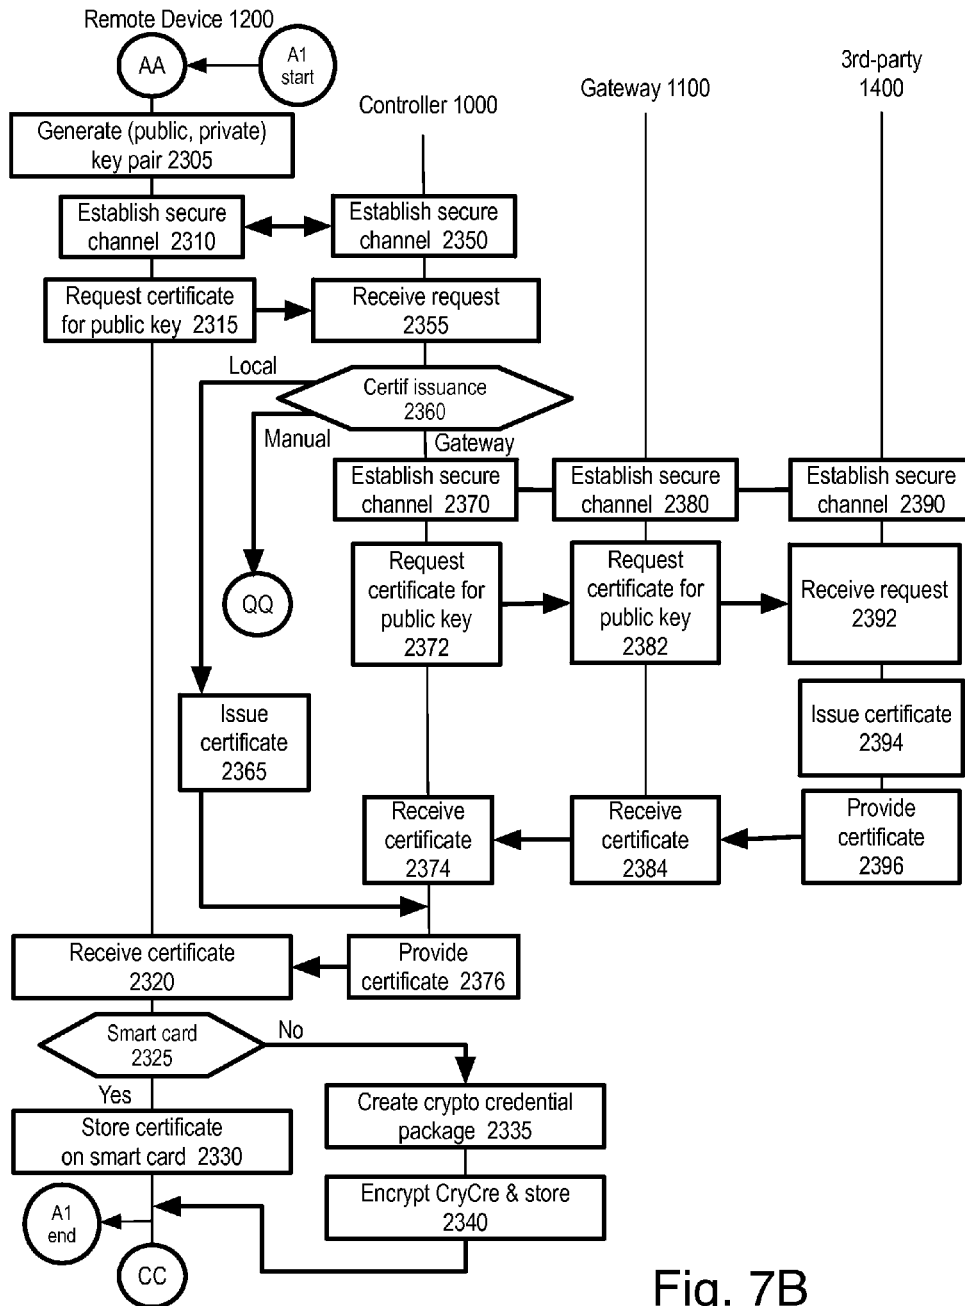 Remote Device 1200
AA
A1
start
3rd-party
1400
Controller 1000
Gateway 1100
Generate (public, private)
key pair 2305
Establish secure
channel 2310
Establish secure
channel 2350
Request certificate
for public key 2315
Receive request
2355
Local
Certif issuance
2360
Manual
Gateway
Establish secure
channel 2370
Establish secure
channel 2380
Establish secure
channel 2390
QQ
Request
certificate for
public key
2372
Request
certificate for
public key
2382
Receive request
2392
Issue
certificate
2365
Issue certificate
2394
Receive
certificate
2374
Receive
certificate
2384
Provide
certificate
2396
Receive certificate
2320
Provide
certificate 2376
Smart card
2325
No
Yes
Create crypto credential
package 2335
Store certificate
on smart card 2330
Encrypt CryCre & store
2340
A1
end
CC
Fig. 7B